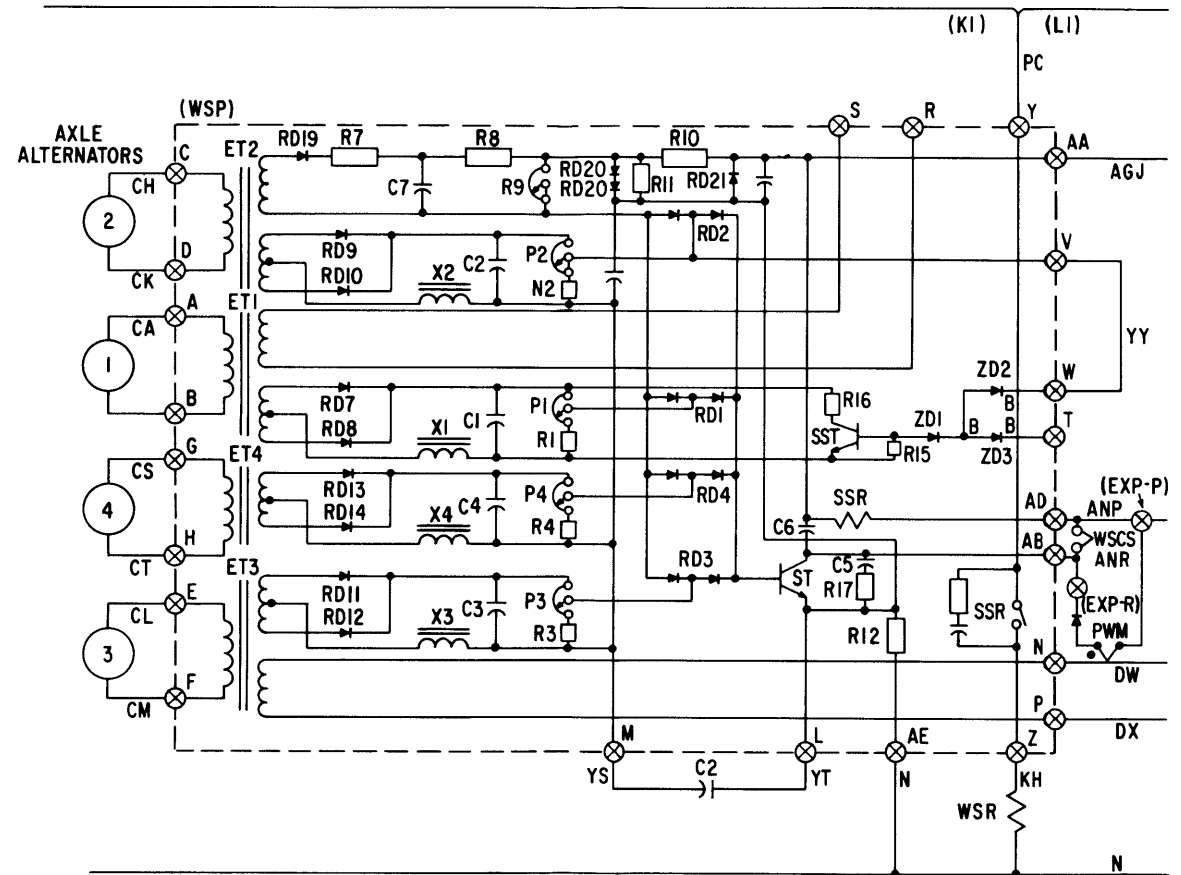 (K1) (L1)
PC
(WSP)
S R Y
AXLE
ALTERNATORS
C ET2 RD19 R7 R8 R10 AA
CH C7 R9 RD20 R11 RD21 AGJ
RD20
2
D RD2
CK RD9 C2 P2 V
RD10 X2 N2
A ET1
CA
1 YY
B RD7 C1 P1 RD1 R16 ZD2 W
RD8 X1 R1 SST ZD1 B B B T
R15 ZD3
G ET4
CS RD13 C4 P4 RD4 SSR AD ANP (EXP-P)
4 RD14 X4 R4 C6 WSCS
H AB ANR
CT ET3 RD3 ST C5
E RD11 C3 P3 R17 SSR (EXP-R)
CL RD12 X3 R3 R12 PWM
3 N
DW
F P
CM DX
M L AE Z
YS C2 YT N KH
WSR
N